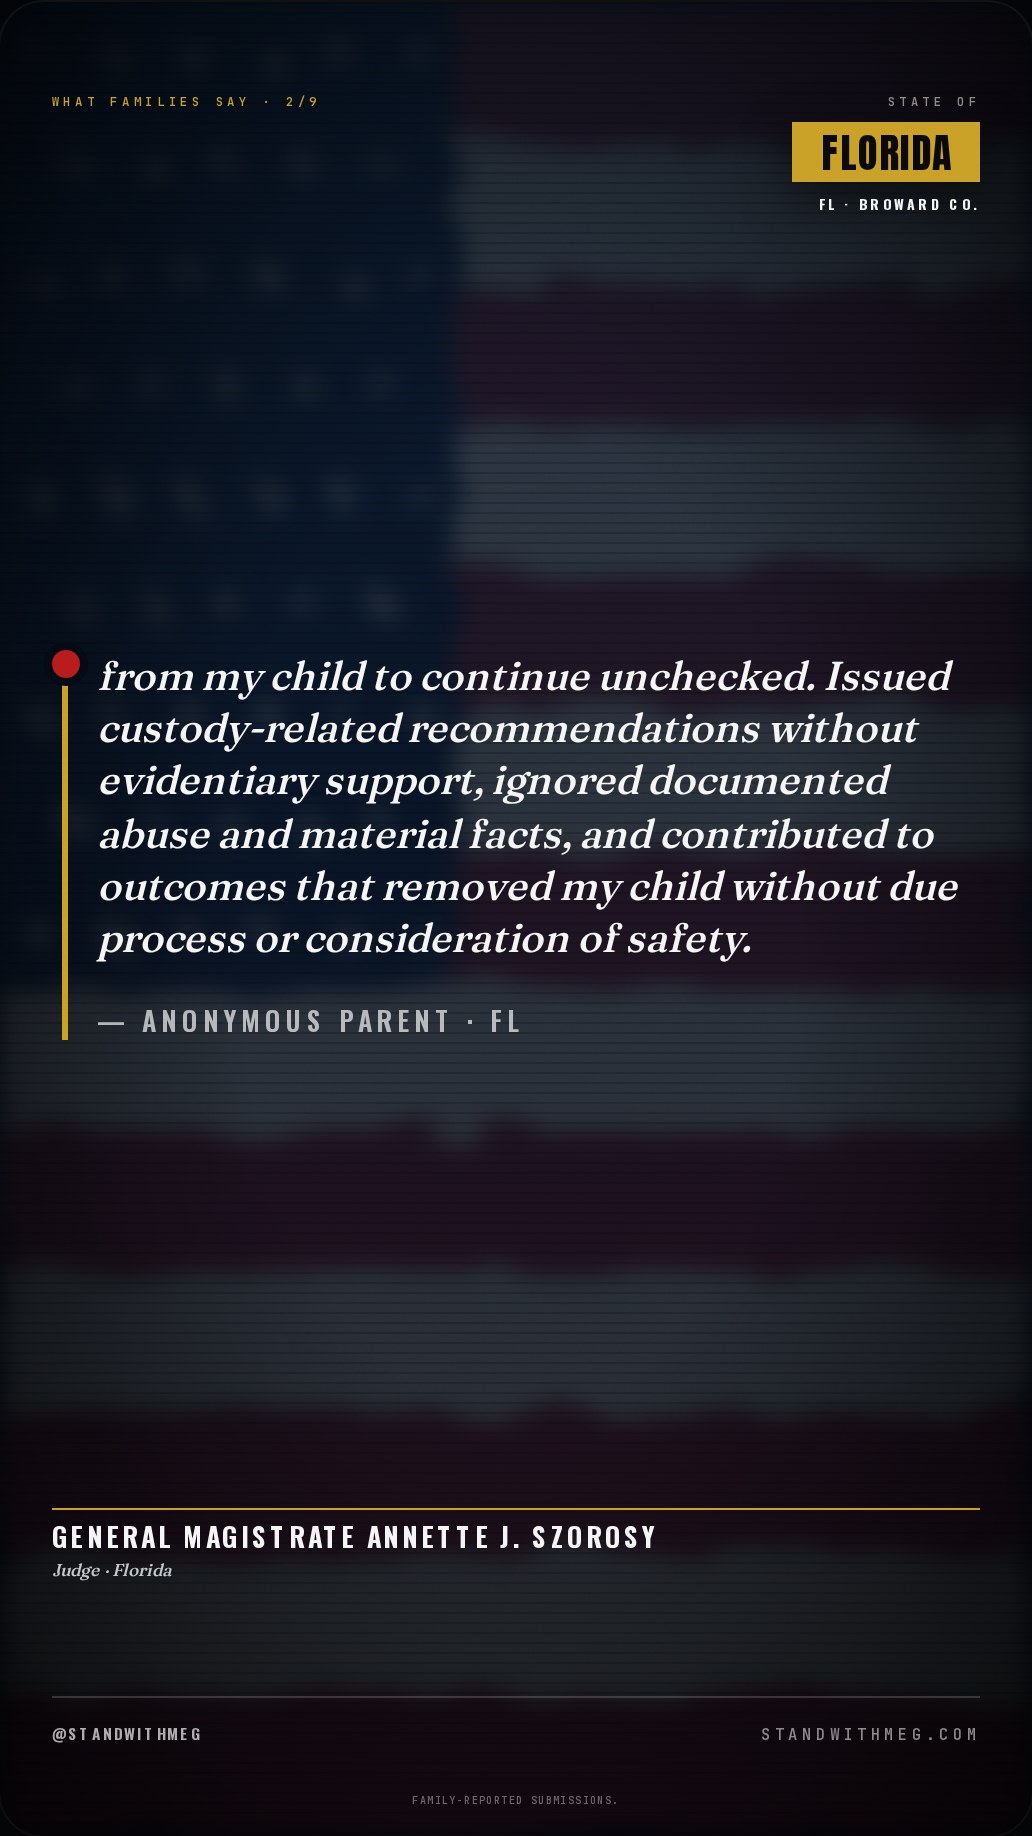 WHAT FAMILIES SAY · 2/9
STATE OF
FLORIDA
FL · BROWARD CO.
from my child to continue unchecked. Issued
custody-related recommendations without
evidentiary support, ignored documented
abuse and material facts, and contributed to
outcomes that removed my child without due
process or consideration of safety.
— ANONYMOUS PARENT · FL
GENERAL MAGISTRATE ANNETTE J. SZOROSY
Judge · Florida
@STANDWITHMEG
STANDWITHMEG.COM
FAMILY-REPORTED SUBMISSIONS.